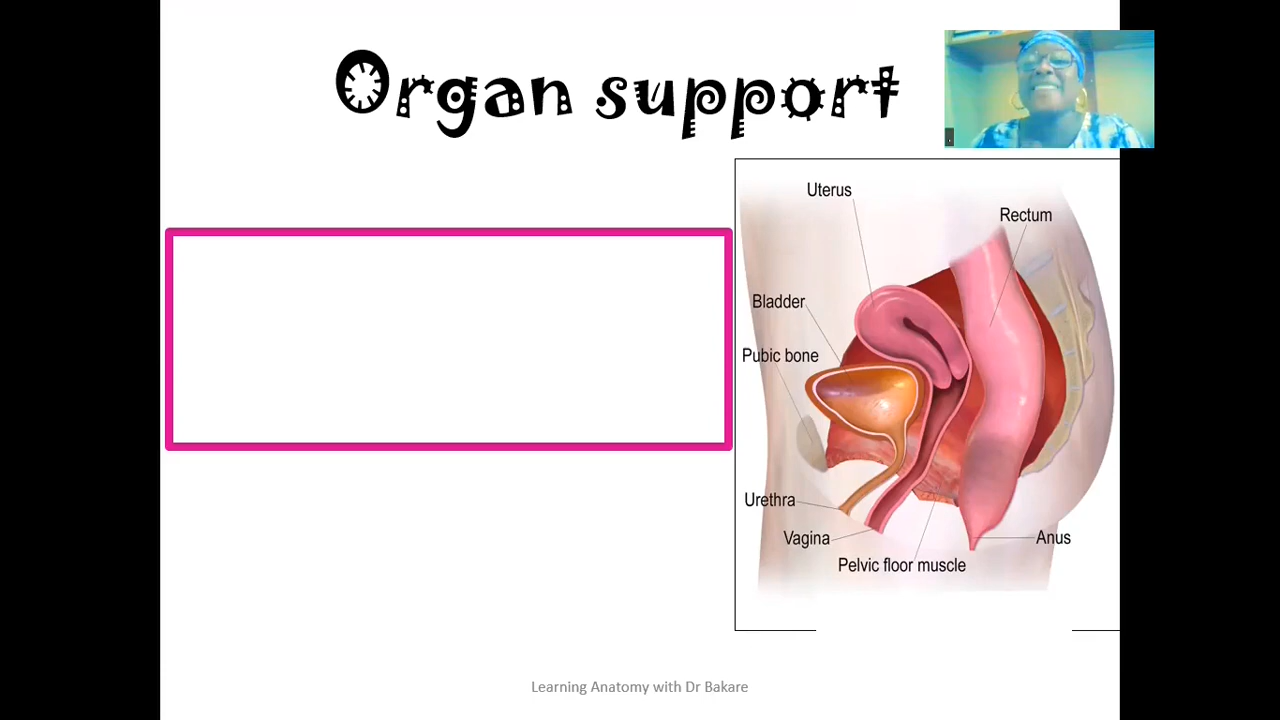 Organ support
Uterus
Rectum
Bladder
Pubic bone
Urethra
Vagina
Anus
Pelvic floor muscle
Learning Anatomy with Dr Bakare